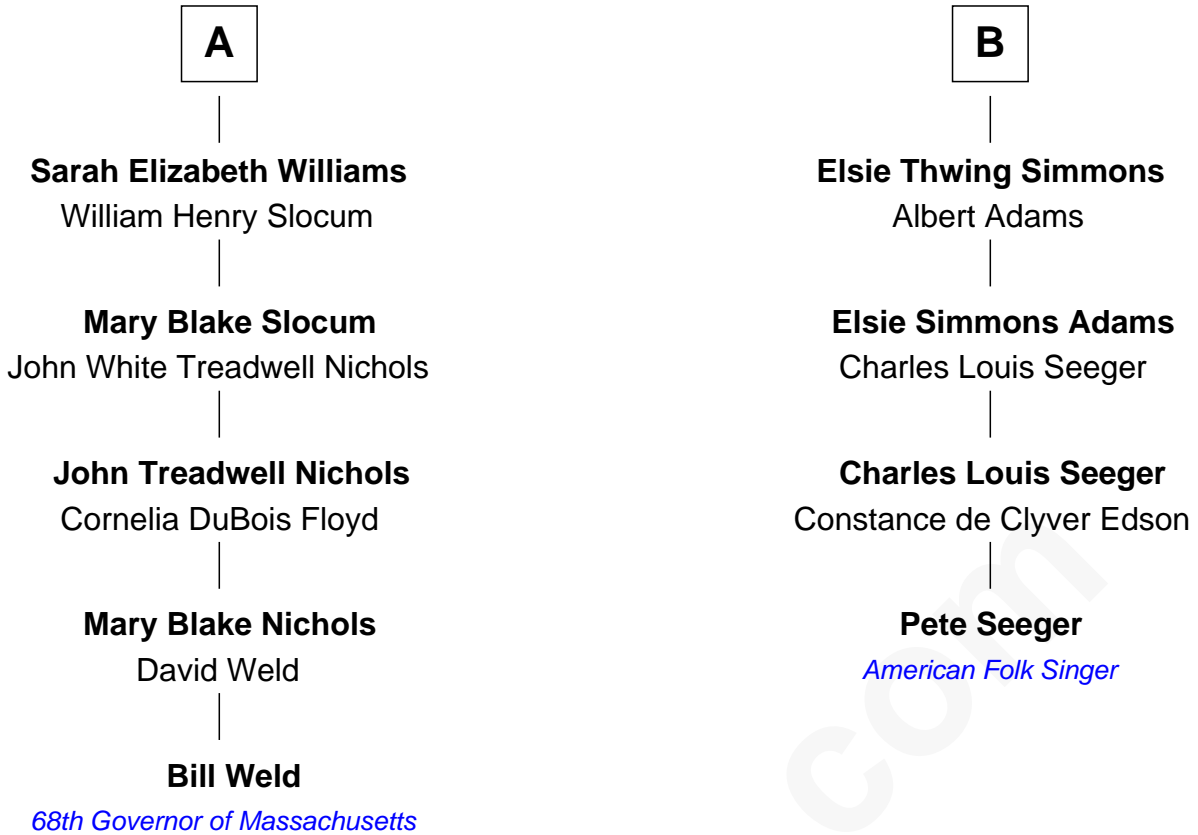 A
Sarah Elizabeth Williams
William Henry Slocum
Mary Blake Slocum
John White Treadwell Nichols
John Treadwell Nichols
Cornelia DuBois Floyd
Mary Blake Nichols
David Weld
Bill Weld
68th Governor of Massachusetts
B
Elsie Thwing Simmons
Albert Adams
Elsie Simmons Adams
Charles Louis Seeger
Charles Louis Seeger
Constance de Clyver Edson
Pete Seeger
American Folk Singer
com